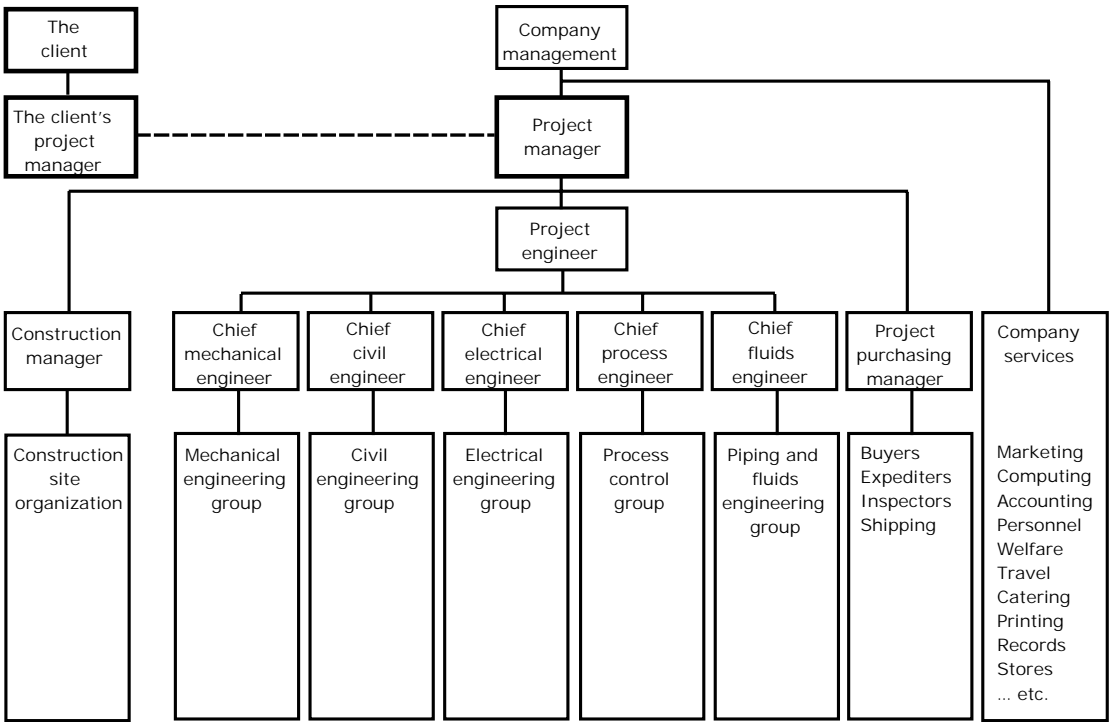 The
client
Company
management
The client's
project
manager
Project
manager
Project
engineer
Construction
manager
Chief
mechanical
engineer
Chief
civil
engineer
Chief
electrical
engineer
Chief
process
engineer
Chief
fluids
engineer
Project
purchasing
manager
Company
services
Construction
site
organization
Mechanical
engineering
group
Civil
engineering
group
Electrical
engineering
group
Process
control
group
Piping and
fluids
engineering
group
Buyers
Expediters
Inspectors
Shipping
Marketing
Computing
Accounting
Personnel
Welfare
Travel
Catering
Printing
Records
Stores
... etc.